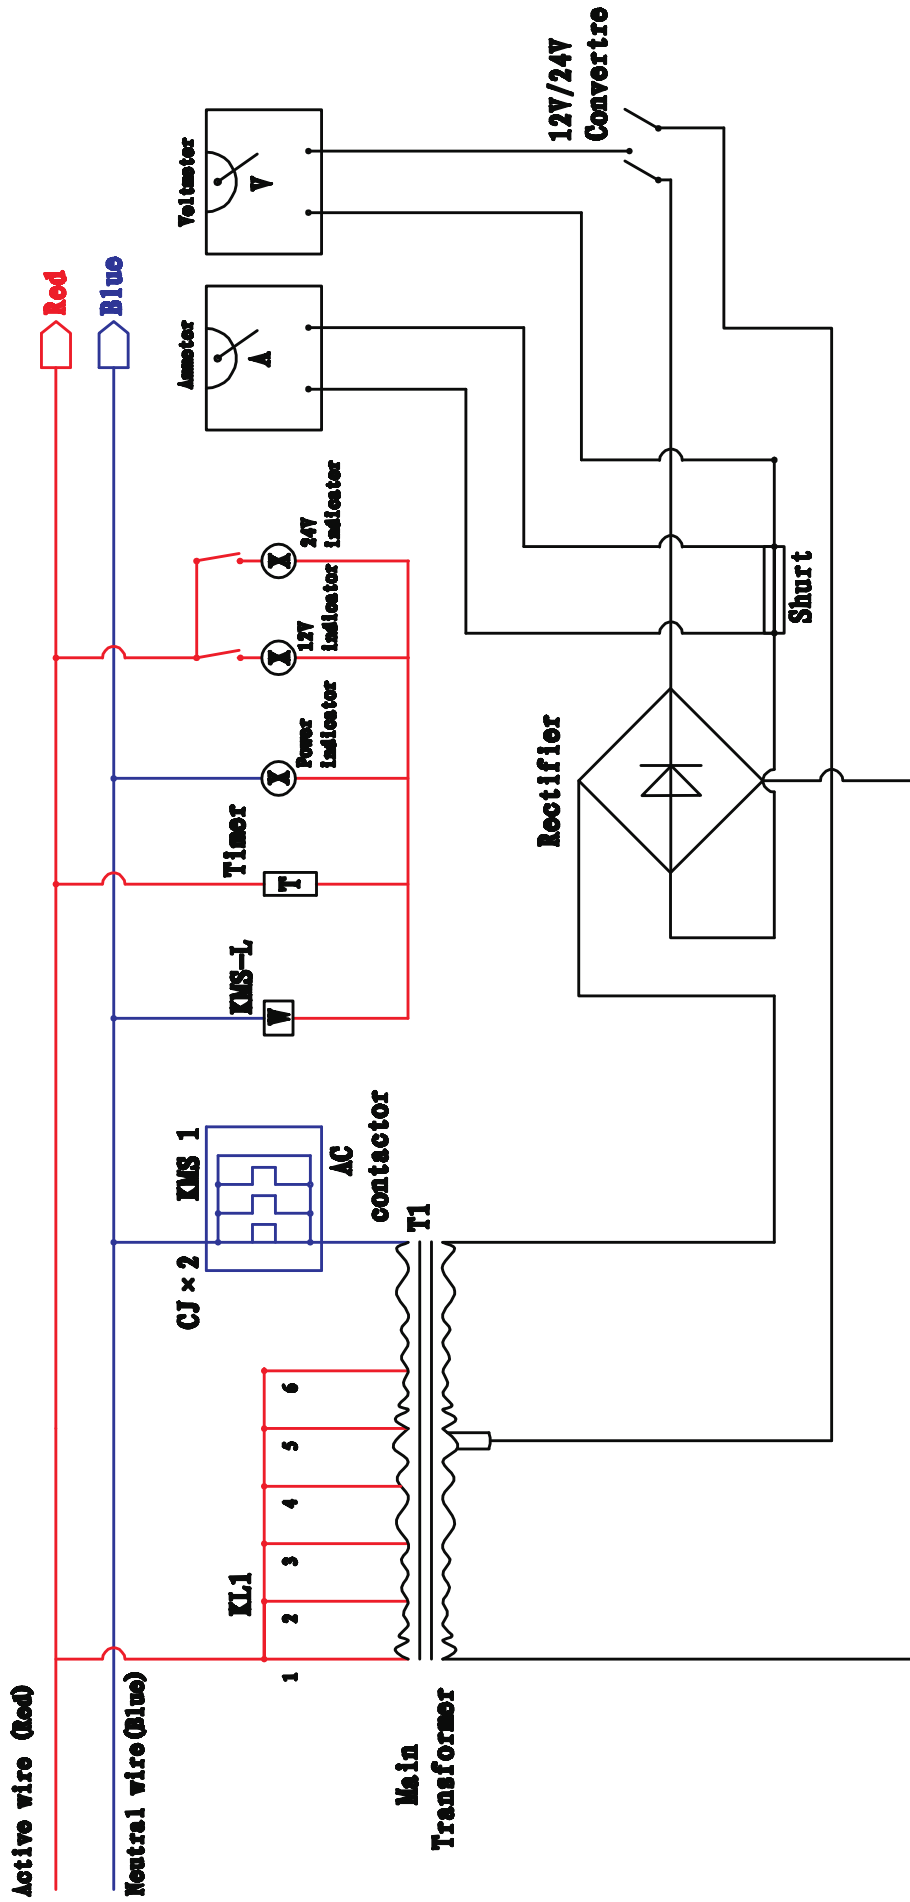 Active wire (Red)
Neutral wire(Blue)
Red
Blue
Main
Transformer
KL1
1
2
3
4
5
6
T1
CJ×2
KMS 1
AC
contactor
KMS-L
W
Timer
T
X
Power
indicator
X
12V
indicator
X
24V
indicator
Ammeter
A
Voltmeter
V
Rectifier
Shurt
12V/24V
Convertre